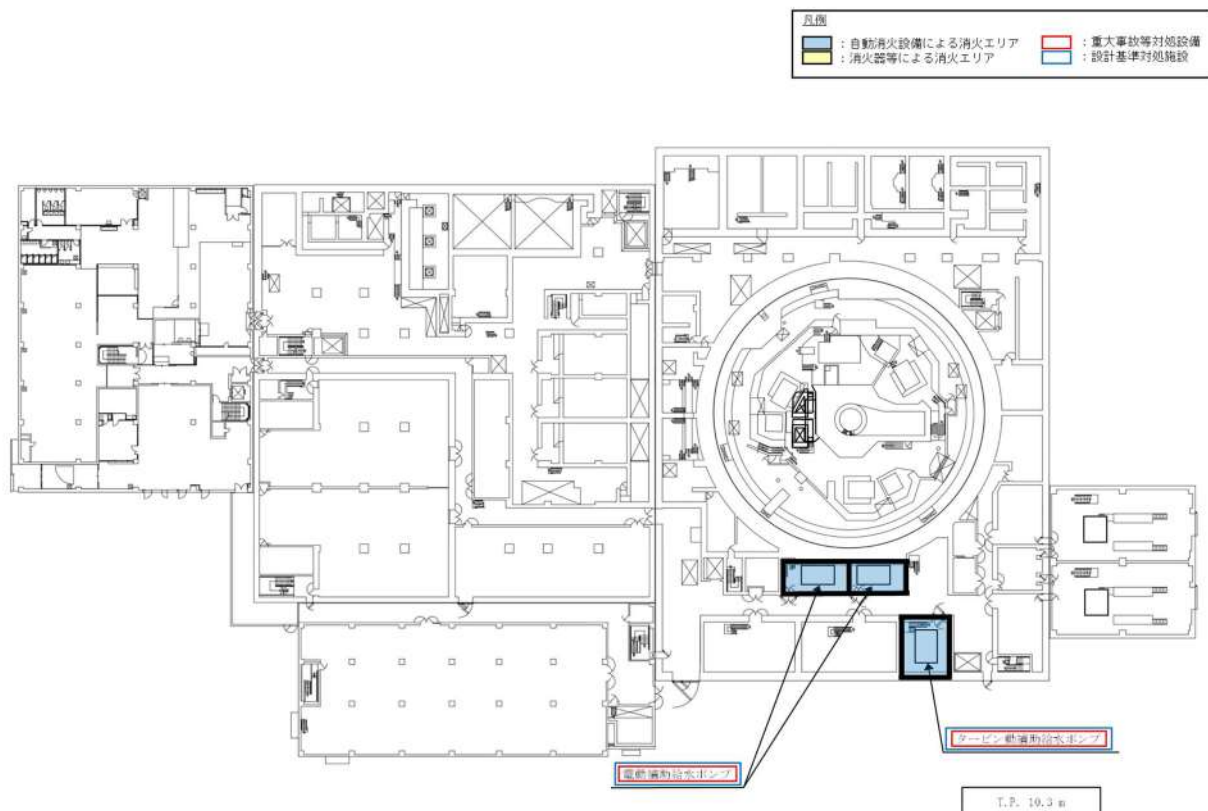 凡例
：自動消火設備による消火エリア
：重大事故等対処設備
：消火器等による消火エリア
：設計基準対処施設
タービン動補助給水ポンプ
電動補助給水ポンプ
T.P. 10.3 m